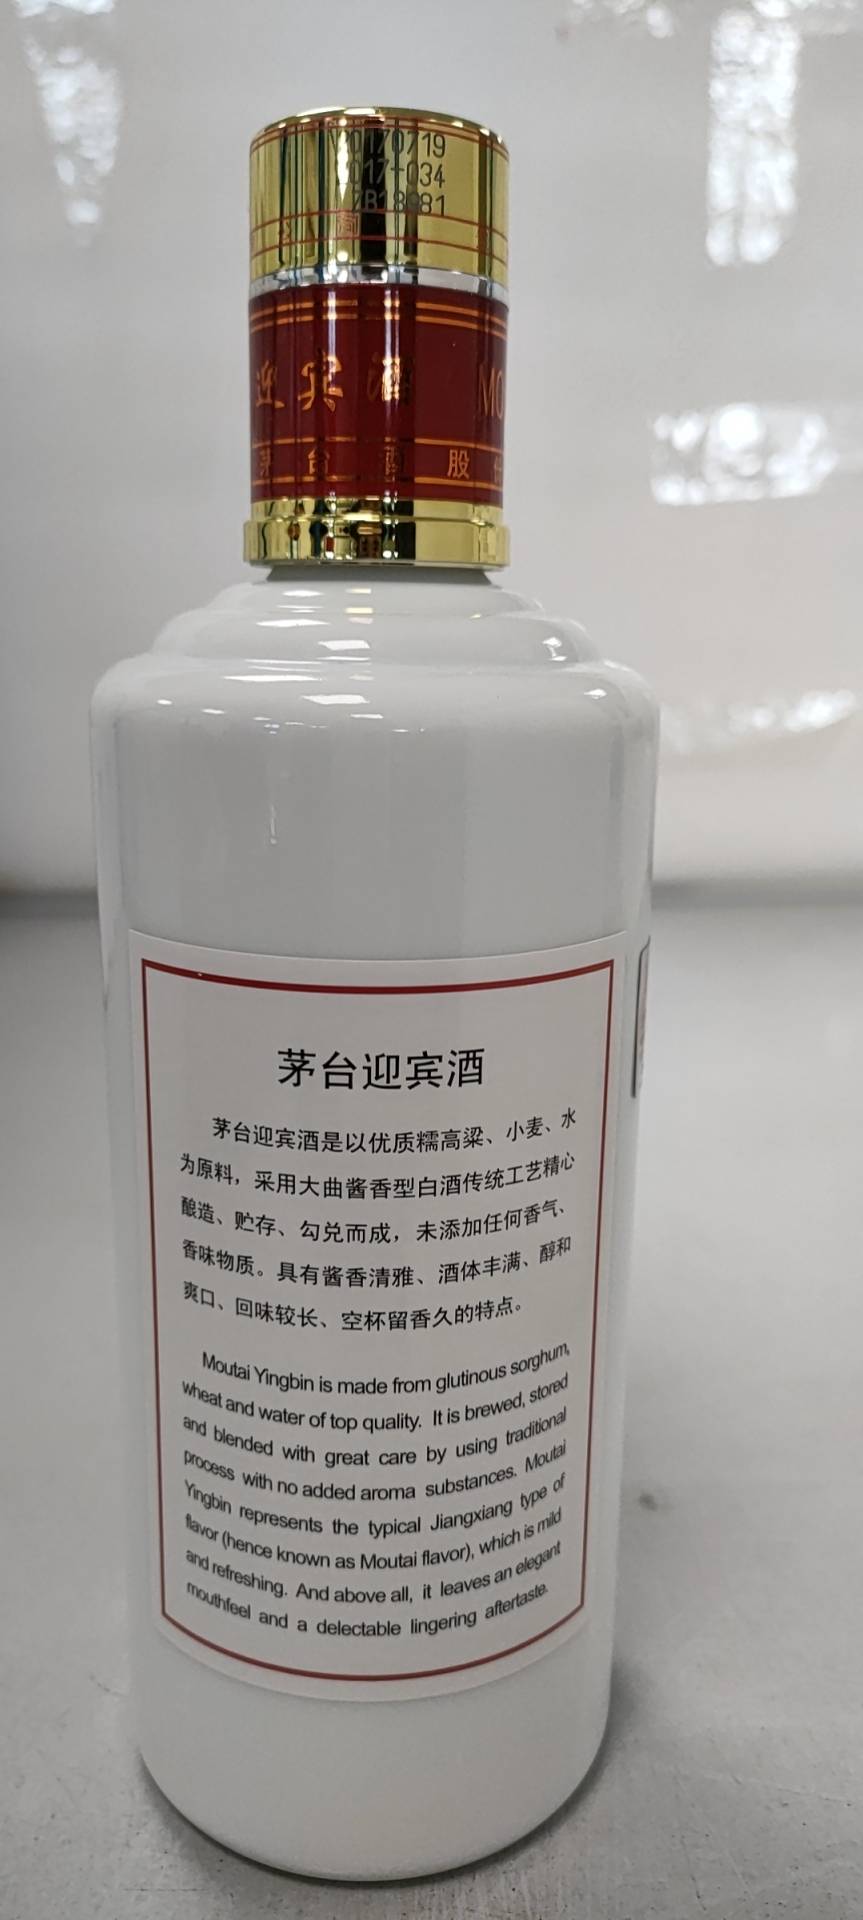 017-034
司
迎宾酒 MO
茅台酒股
茅台迎宾酒
茅台迎宾酒是以优质糯高粱、小麦、水
为原料，采用大曲酱香型白酒传统工艺精心
酿造、贮存、勾兑而成，未添加任何香气、
香味物质。具有酱香清雅、酒体丰满、醇和
爽口、回味较长、空杯留香久的特点。
Moutai Yingbin is made from glutinous sorghum,
wheat and water of top quality. It is brewed, stored
and blended with great care by using traditional
process with no added aroma substances. Moutai
Yingbin represents the typical Jiangxiang type of
flavor (hence known as Moutai flavor), which is mild
and refreshing. And above all, it leaves an elegant
mouthfeel and a delectable lingering aftertaste.